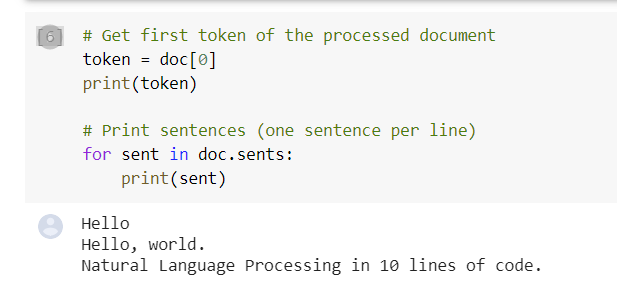 [6]
# Get first token of the processed document
token = doc[0]
print(token)
# Print sentences (one sentence per line)
for sent in doc.sents:
    print(sent)
Hello
Hello, world.
Natural Language Processing in 10 lines of code.